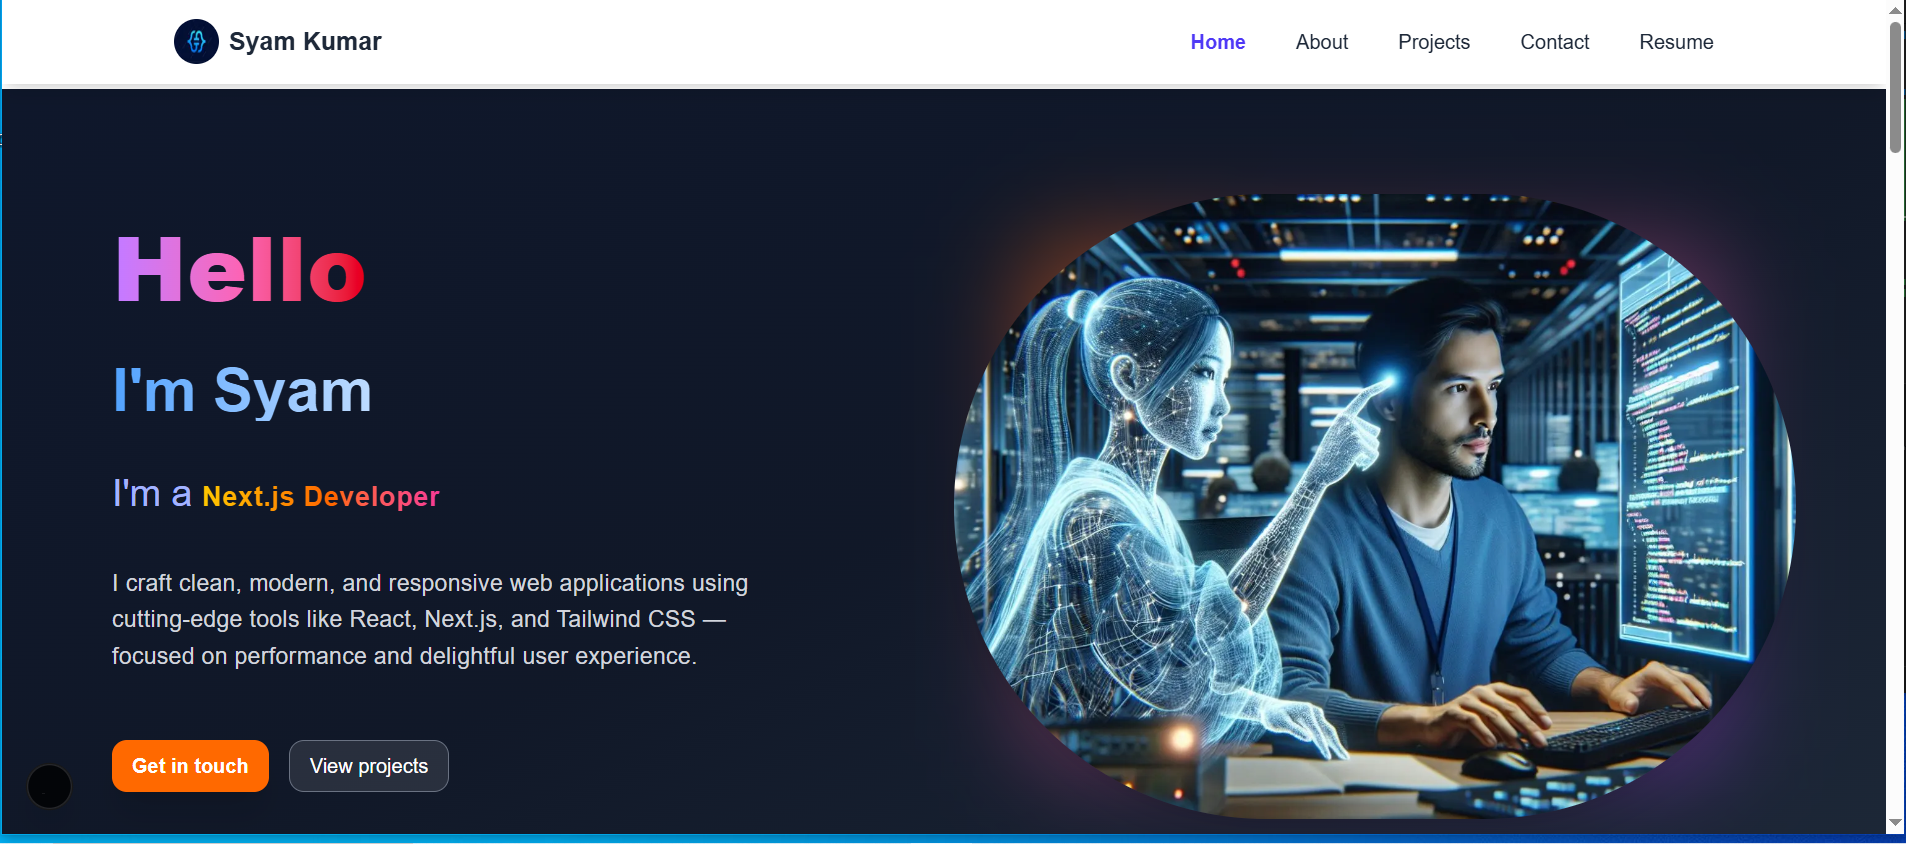 Syam Kumar
Home About Projects Contact Resume
Hello
I'm Syam
I'm a Next.js Developer
I craft clean, modern, and responsive web applications using
cutting-edge tools like React, Next.js, and Tailwind CSS —
focused on performance and delightful user experience.
Get in touch
View projects